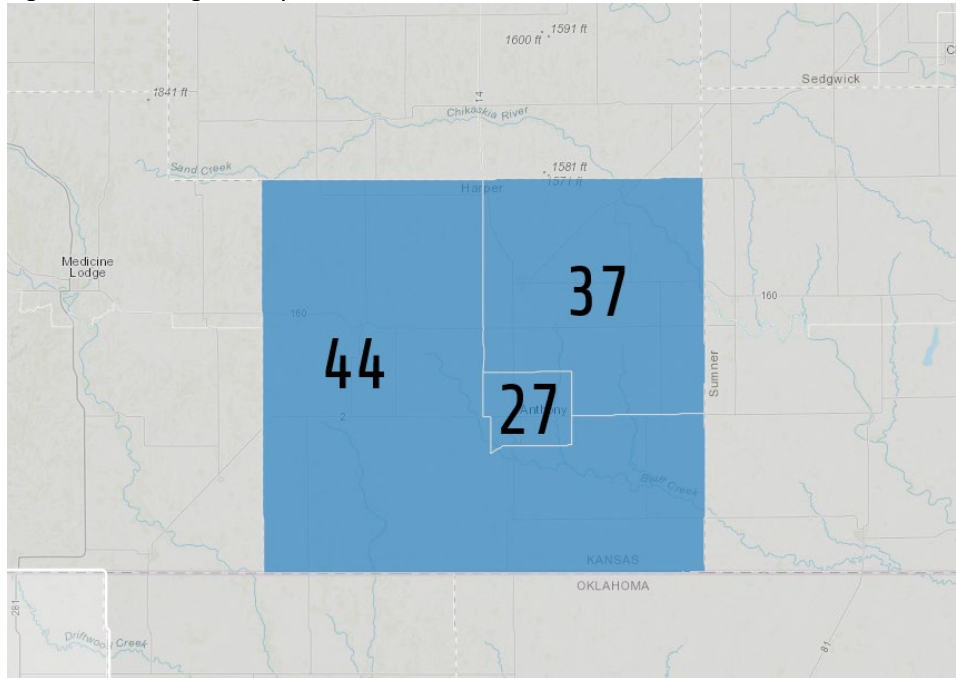 1591 ft
1600 ft
Sedgwick
C
1841 ft
14
Chikaskia River
Sand Creek
1581 ft
1571 ft
Harper
Medicine
Lodge
37
160
160
44
Sumner
27
Anthony
2
Bluff Creek
KANSAS
OKLAHOMA
281
Driftwood Creek
81